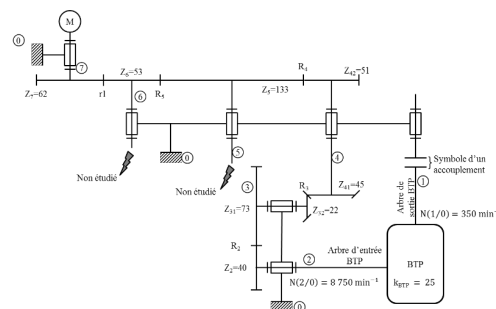 M
0
7
Z₇=62
r1
Z₆=53
R₅
Z₅=133
R₄
Z₄₂=51
6
0
5
4
Non étudié
Non étudié
Symbole d'un
accouplement
Arbre de
sortie BTP
1
N(1/0) = 350 min⁻
3
R₃
Z₄₁=45
Z₃₁=73
Z₃₂=22
R₂
Z₂=40
2
Arbre d'entrée
BTP
N(2/0) = 8 750 min⁻¹
BTP
k_BTP = 25
0